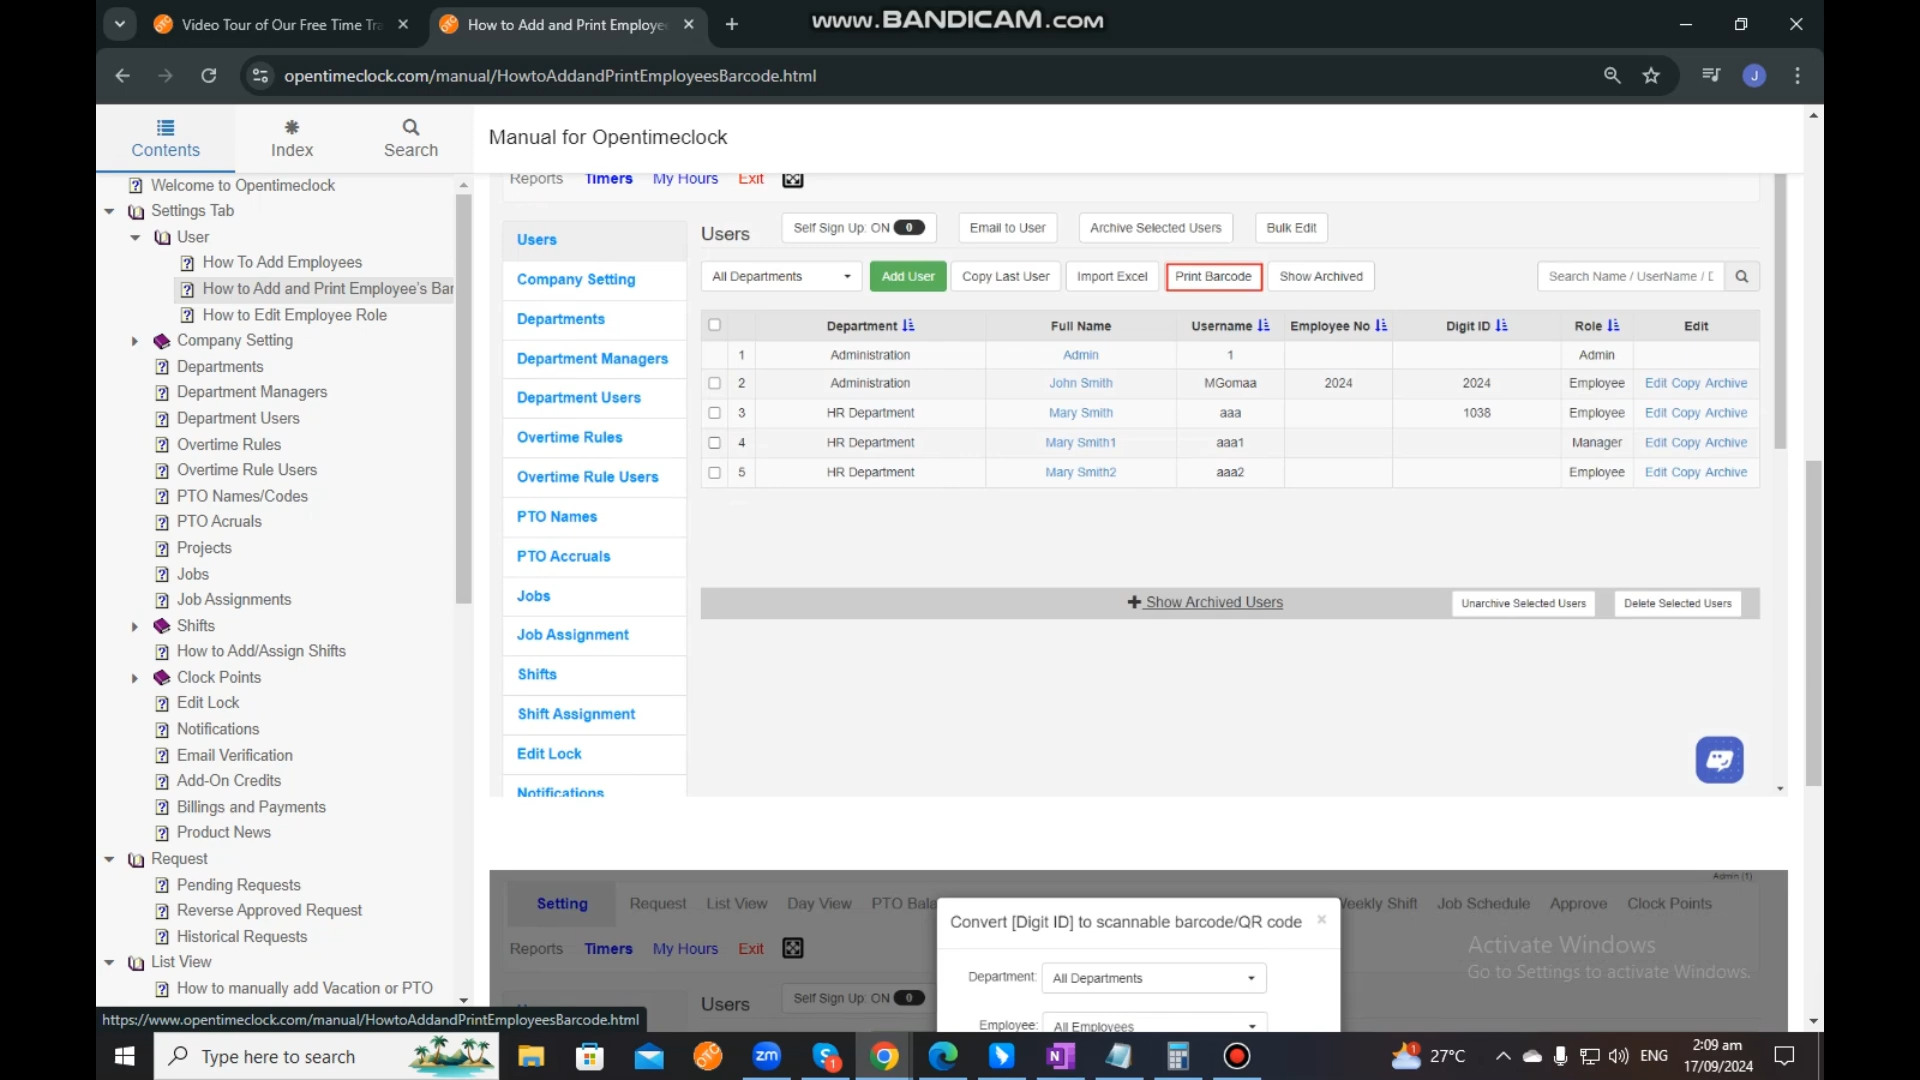 www.BANDICAM.com
Video Tour of Our Free Time Tra
How to Add and Print Employee
opentimeclock.com/manual/HowtoAddandPrintEmployeesBarcode.html
J
Contents
Index
Search
Manual for Opentimeclock
Welcome to Opentimeclock
Settings Tab
User
How To Add Employees
How to Add and Print Employee's Bar
How to Edit Employee Role
Company Setting
Departments
Department Managers
Department Users
Overtime Rules
Overtime Rule Users
PTO Names/Codes
PTO Acruals
Projects
Jobs
Job Assignments
Shifts
How to Add/Assign Shifts
Clock Points
Edit Lock
Notifications
Email Verification
Add-On Credits
Billings and Payments
Product News
Request
Pending Requests
Reverse Approved Request
Historical Requests
List View
How to manually add Vacation or PTO
https://www.opentimeclock.com/manual/HowtoAddandPrintEmployeesBarcode.html
Reports Timers My Hours Exit
Users
Company Setting
Departments
Department Managers
Department Users
Overtime Rules
Overtime Rule Users
PTO Names
PTO Accruals
Jobs
Job Assignment
Shifts
Shift Assignment
Edit Lock
Notifications
Users Self Sign Up: ON 0 Email to User Archive Selected Users Bulk Edit
All Departments Add User Copy Last User Import Excel Print Barcode Show Archived Search Name / UserName / D
Department Full Name Username Employee No Digit ID Role Edit
1 Administration Admin 1 Admin
2 Administration John Smith MGomaa 2024 2024 Employee Edit Copy Archive
3 HR Department Mary Smith aaa 1038 Employee Edit Copy Archive
4 HR Department Mary Smith1 aaa1 Manager Edit Copy Archive
5 HR Department Mary Smith2 aaa2 Employee Edit Copy Archive
Show Archived Users Unarchive Selected Users Delete Selected Users
Admin (1)
Setting Request List View Day View PTO Bala Weekly Shift Job Schedule Approve Clock Points
Reports Timers My Hours Exit
Users Self Sign Up: ON 0
Convert [Digit ID] to scannable barcode/QR code ×
Department: All Departments
Employee: All Employees
Activate Windows
Go to Settings to activate Windows.
Type here to search
OTC
zm
1
N
1
27°C
ENG
2:09 am
17/09/2024